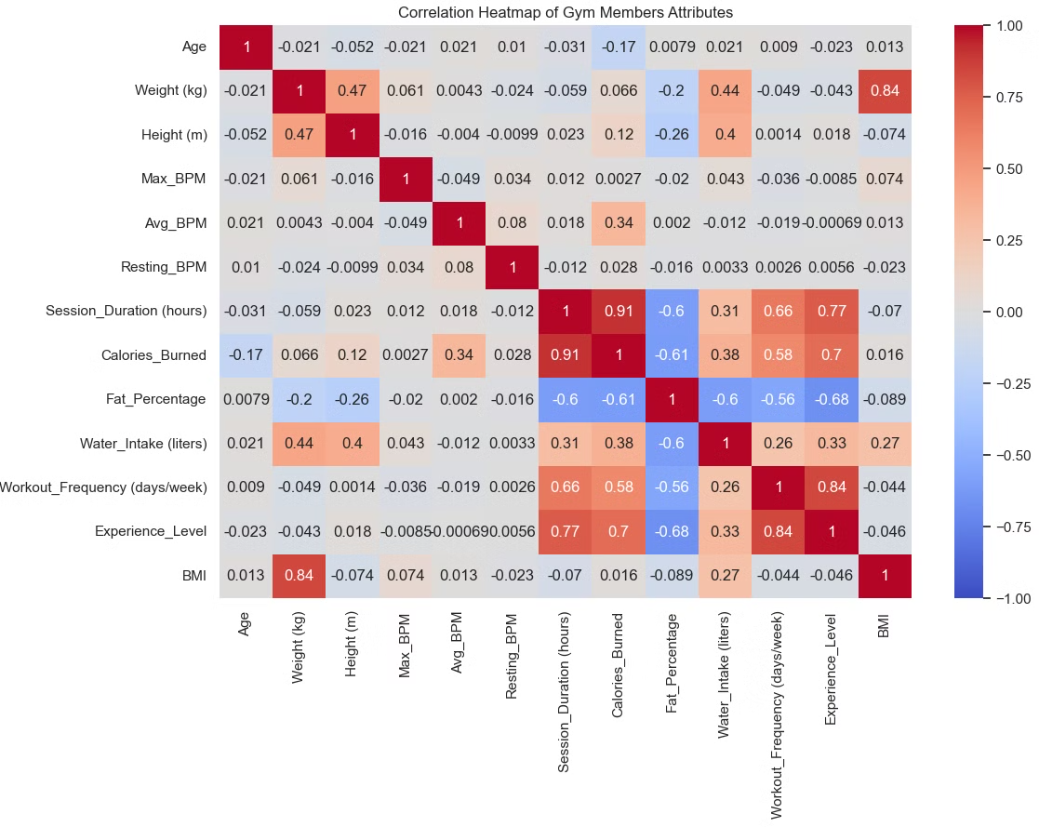 Correlation Heatmap of Gym Members Attributes
Age 1 -0.021 -0.052 -0.021 0.021 0.01 -0.031 -0.17 0.0079 0.021 0.009 -0.023 0.013
Weight (kg) -0.021 1 0.47 0.061 0.0043 -0.024 -0.059 0.066 -0.2 0.44 -0.049 -0.043 0.84
Height (m) -0.052 0.47 1 -0.016 -0.004 -0.0099 0.023 0.12 -0.26 0.4 0.0014 0.018 -0.074
Max_BPM -0.021 0.061 -0.016 1 -0.049 0.034 0.012 0.0027 -0.02 0.043 -0.036 -0.0085 0.074
Avg_BPM 0.021 0.0043 -0.004 -0.049 1 0.08 0.018 0.34 0.002 -0.012 -0.019 -0.00069 0.013
Resting_BPM 0.01 -0.024 -0.0099 0.034 0.08 1 -0.012 0.028 -0.016 0.0033 0.0026 0.0056 -0.023
Session_Duration (hours) -0.031 -0.059 0.023 0.012 0.018 -0.012 1 0.91 -0.6 0.31 0.66 0.77 -0.07
Calories_Burned -0.17 0.066 0.12 0.0027 0.34 0.028 0.91 1 -0.61 0.38 0.58 0.7 0.016
Fat_Percentage 0.0079 -0.2 -0.26 -0.02 0.002 -0.016 -0.6 -0.61 1 -0.6 -0.56 -0.68 -0.089
Water_Intake (liters) 0.021 0.44 0.4 0.043 -0.012 0.0033 0.31 0.38 -0.6 1 0.26 0.33 0.27
Workout_Frequency (days/week) 0.009 -0.049 0.0014 -0.036 -0.019 0.0026 0.66 0.58 -0.56 0.26 1 0.84 -0.044
Experience_Level -0.023 -0.043 0.018 -0.0085 -0.00069 0.0056 0.77 0.7 -0.68 0.33 0.84 1 -0.046
BMI 0.013 0.84 -0.074 0.074 0.013 -0.023 -0.07 0.016 -0.089 0.27 -0.044 -0.046 1
Age
Weight (kg)
Height (m)
Max_BPM
Avg_BPM
Resting_BPM
Session_Duration (hours)
Calories_Burned
Fat_Percentage
Water_Intake (liters)
Workout_Frequency (days/week)
Experience_Level
BMI
1.00
0.75
0.50
0.25
0.00
−0.25
−0.50
−0.75
−1.00